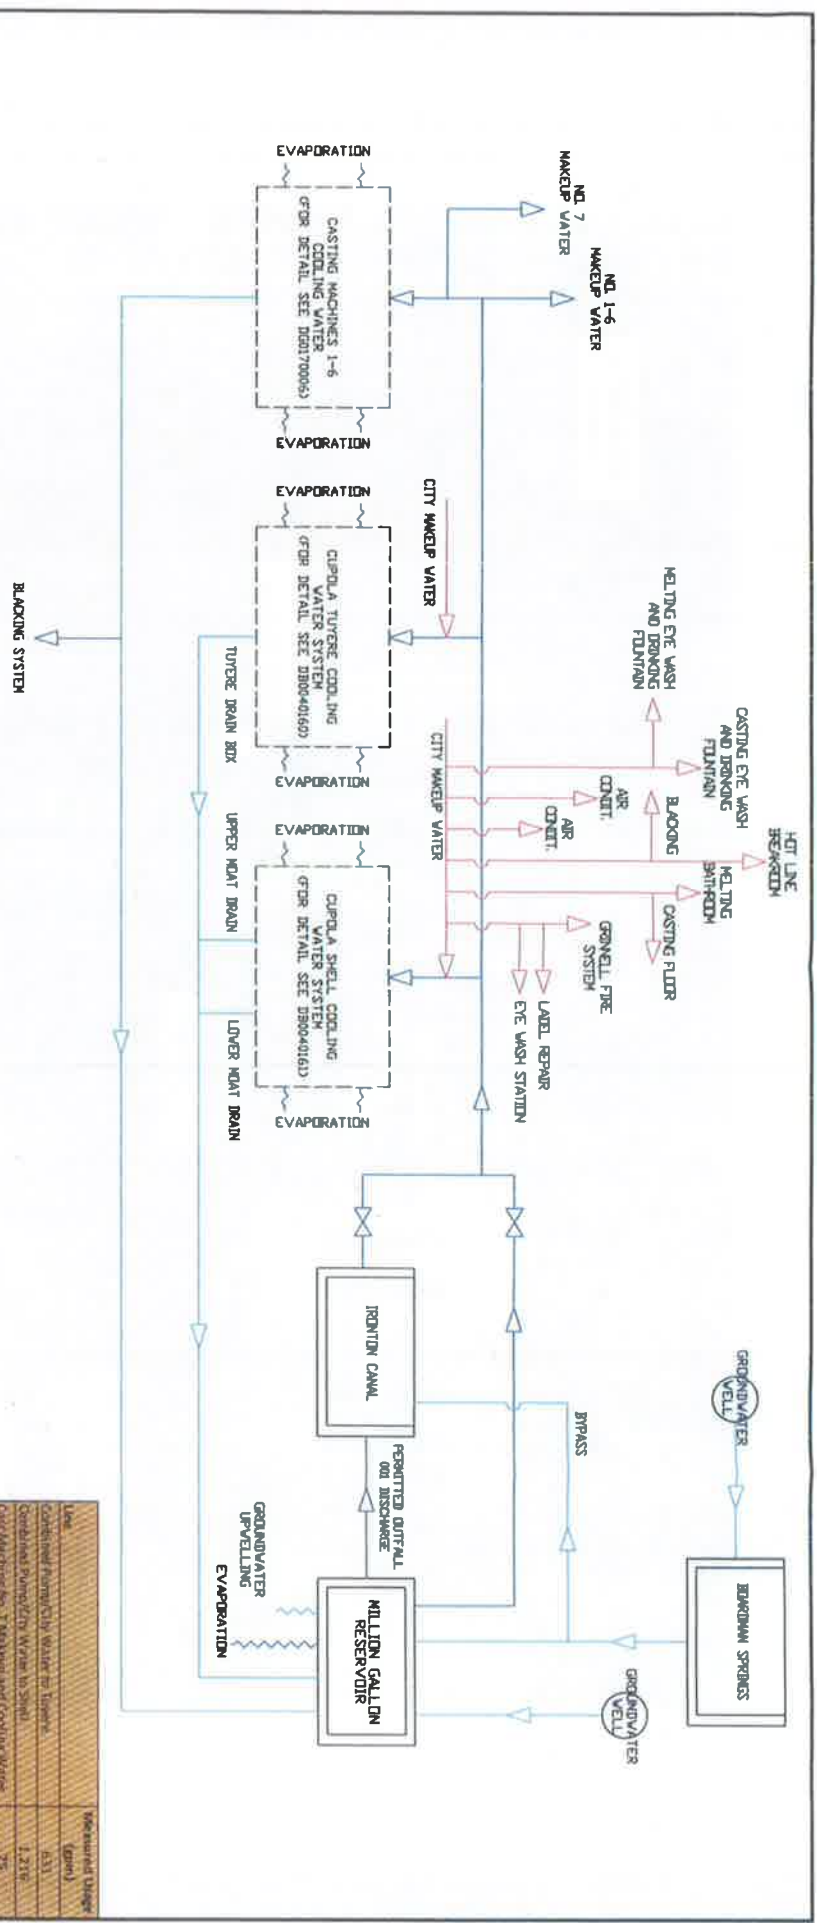 NO. 7
MAKEUP WATER
NO. 1-6
MAKEUP WATER
EVAPORATION
CASTING MACHINES 1-6
COOLING WATER
(FOR DETAIL SEE DG0170006)
EVAPORATION
CITY MAKEUP WATER
EVAPORATION
CUPOLA TUYERE COOLING
WATER SYSTEM
(FOR DETAIL SEE DB0040160)
EVAPORATION
MELTING EYE WASH
AND DRINKING
FOUNTAIN
CASTING EYE WASH
AND DRINKING
FOUNTAIN
AIR
CONDIT.
AIR
CONDIT.
BLACKING
HOT LINE
BREAKROOM
MELTING
BATHROOM
CASTING FLOOR
GRINNELL FIRE
SYSTEM
LADEL REPAIR
EYE WASH STATION
CITY MAKEUP WATER
EVAPORATION
CUPOLA SHELL COOLING
WATER SYSTEM
(FOR DETAIL SEE DB0040161)
EVAPORATION
TUYERE DRAIN BOX
UPPER MOAT DRAIN
LOWER MOAT DRAIN
BLACKING SYSTEM
IRONTON CANAL
BYPASS
GROUNDWATER
WELL
BOARDMAN SPRINGS
PERMITTED OUTFALL
001 DISCHARGE
MILLION GALLON
RESERVOIR
GROUNDWATER
UPWELLING
EVAPORATION
GROUNDWATER
WELL
Line
Measured Usage
(gpm)
Combined Pump/City Water to Tuyere
631
Combined Pump/City Water to Shell
1,216
75